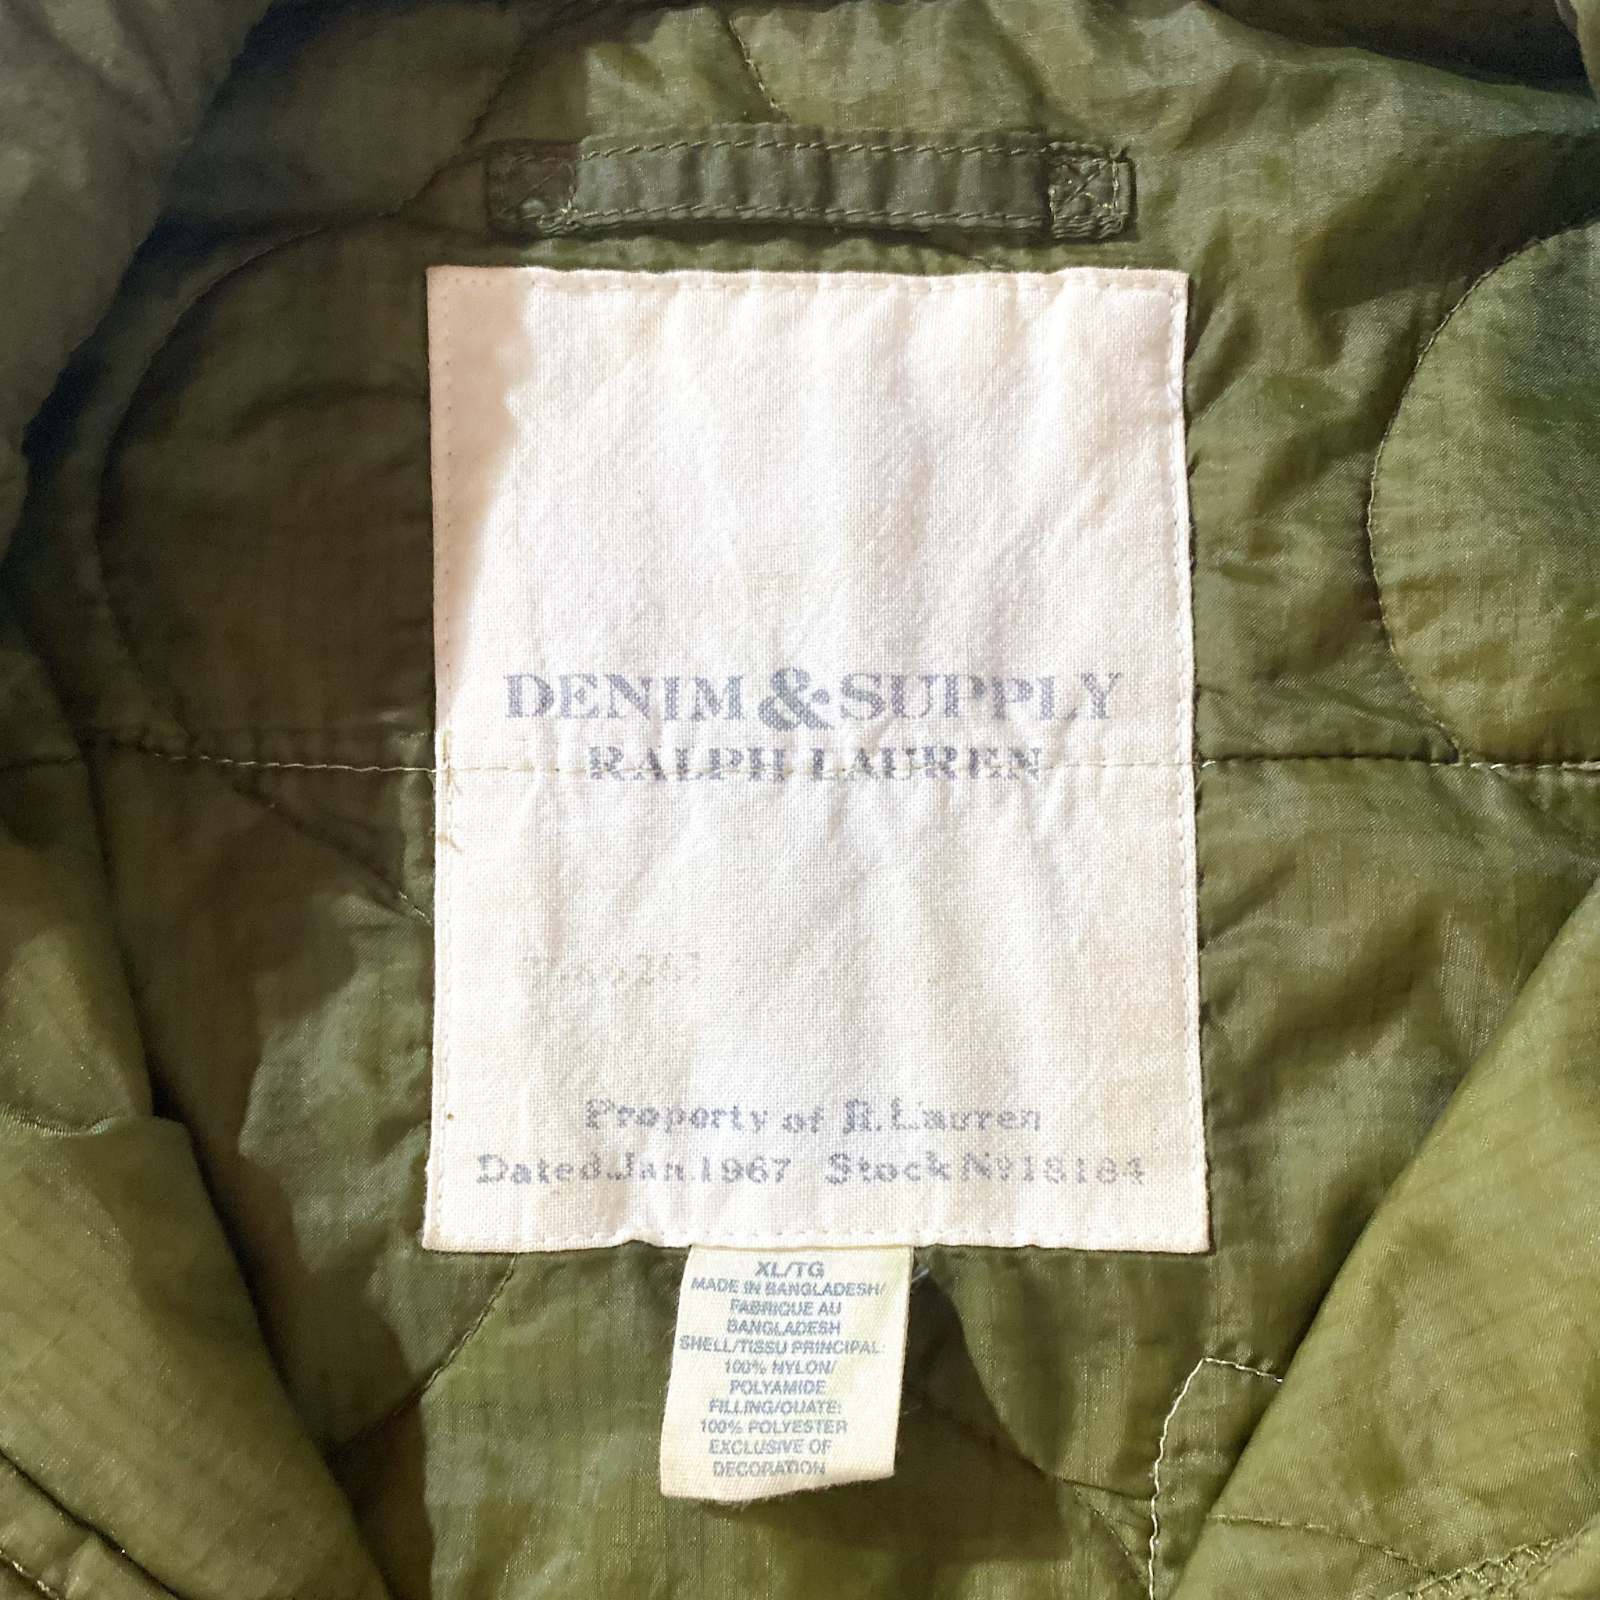 DENIM & SUPPLY
RALPH LAUREN
Property of R. Lauren
Dated Jan. 1967 Stock No 18184
XL/TG
MADE IN BANGLADESH/
FABRIQUE AU
BANGLADESH
SHELL/TISSU PRINCIPAL:
100% NYLON/
POLYAMIDE
FILLING/OUATE:
100% POLYESTER
EXCLUSIVE OF
DECORATION